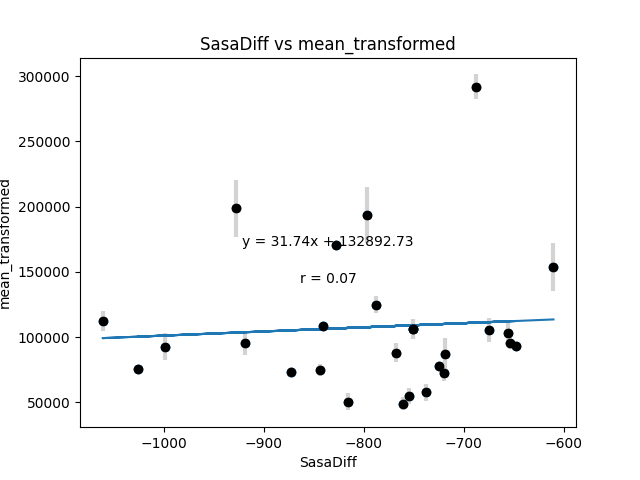 SasaDiff vs mean_transformed
300000
250000
200000
150000
100000
50000
mean_transformed
y = 31.74x + 132892.73
r = 0.07
−1000
−900
−800
−700
−600
SasaDiff